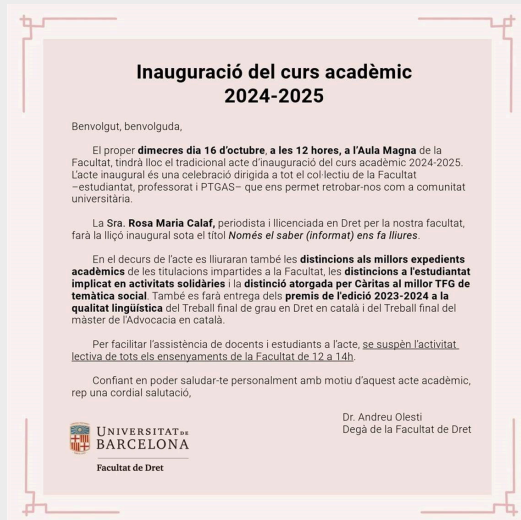 Inauguració del curs acadèmic
2024-2025
Benvolgut, benvolguda,
El proper dimecres dia 16 d'octubre, a les 12 hores, a l'Aula Magna de la
Facultat, tindrà lloc el tradicional acte d'inauguració del curs acadèmic 2024-2025.
L'acte inaugural és una celebració dirigida a tot el col·lectiu de la Facultat
–estudiantat, professorat i PTGAS– que ens permet retrobar-nos com a comunitat
universitària.
La Sra. Rosa Maria Calaf, periodista i llicenciada en Dret per la nostra facultat,
farà la lliçó inaugural sota el títol Només el saber (informat) ens fa lliures.
En el decurs de l'acte es lliuraran també les distincions als millors expedients
acadèmics de les titulacions impartides a la Facultat, les distincions a l'estudiantat
implicat en activitats solidàries i la distinció atorgada per Càritas al millor TFG de
temàtica social. També es farà entrega dels premis de l'edició 2023-2024 a la
qualitat lingüística del Treball final de grau en Dret en català i del Treball final del
màster de l'Advocacia en català.
Per facilitar l'assistència de docents i estudiants a l'acte, se suspèn l'activitat
lectiva de tots els ensenyaments de la Facultat de 12 a 14h.
Confiant en poder saludar-te personalment amb motiu d'aquest acte acadèmic,
rep una cordial salutació,
Dr. Andreu Olesti
Degà de la Facultat de Dret
UNIVERSITAT DE
BARCELONA
Facultat de Dret